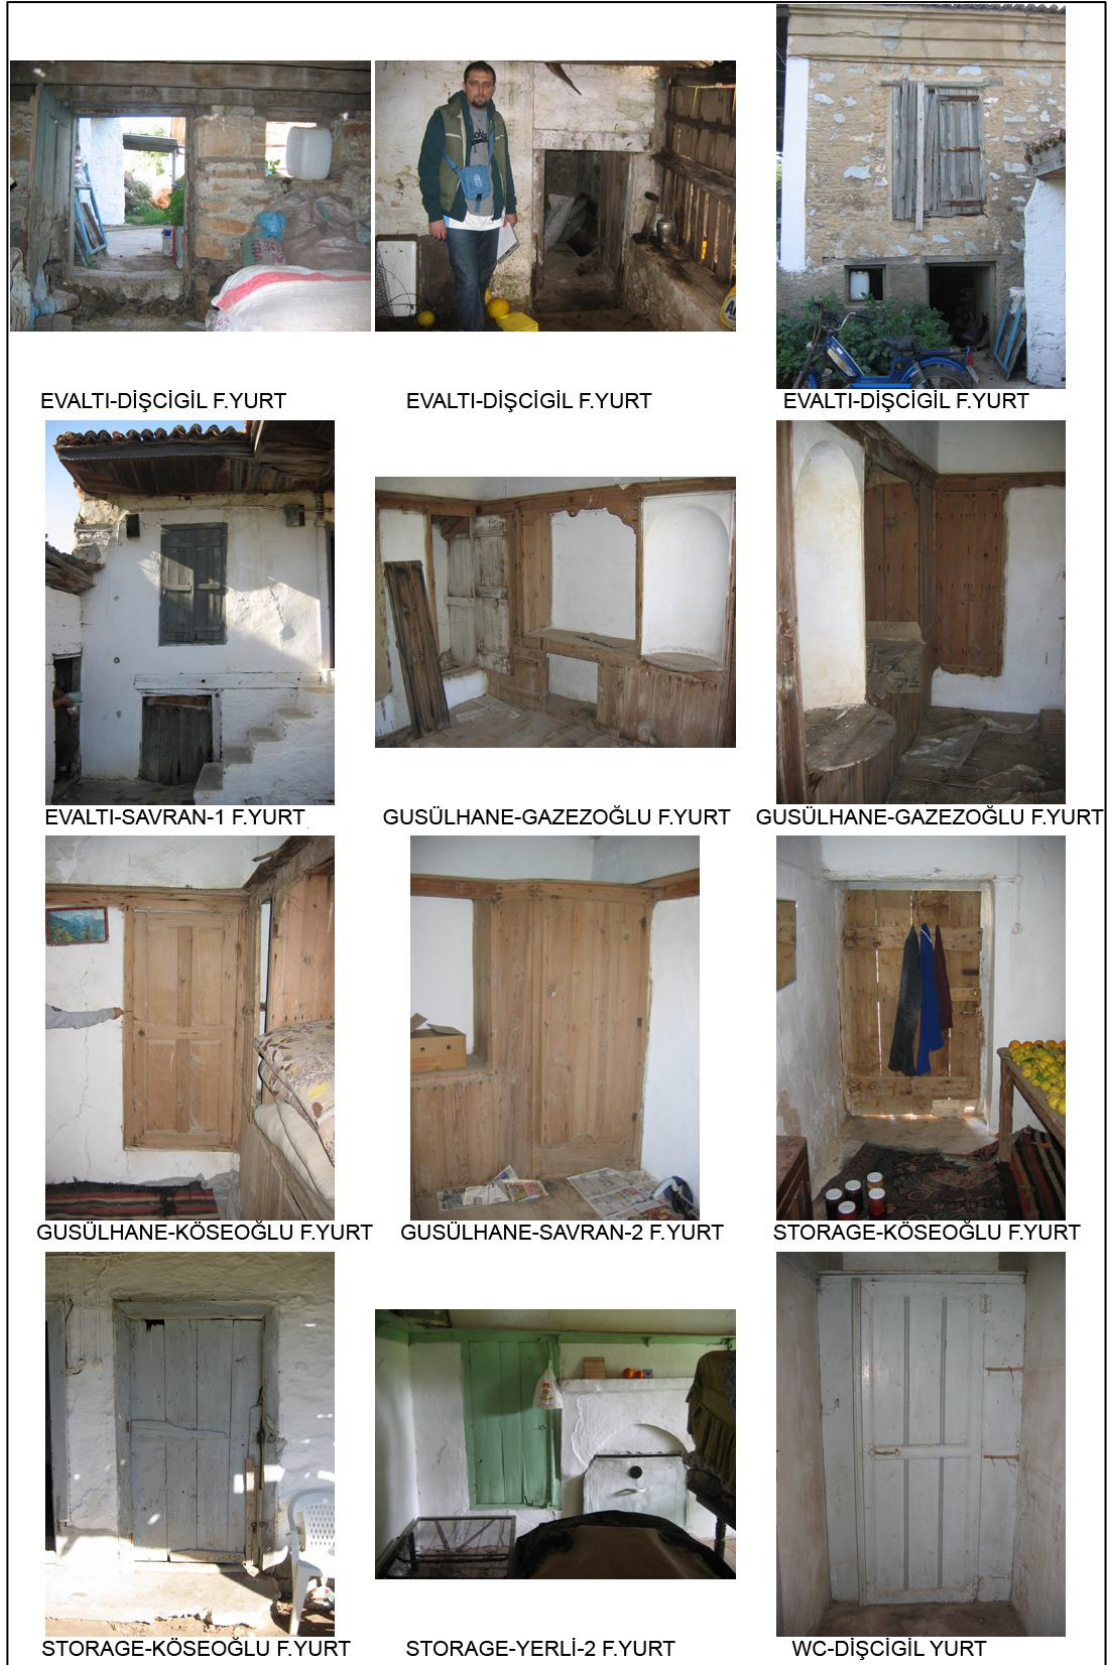 EVALTI-DİŞCİGİL F.YURT
EVALTI-DİŞCİGİL F.YURT
EVALTI-DİŞCİGİL F.YURT
EVALTI-SAVRAN-1 F.YURT
GUSÜLHANE-GAZEZOĞLU F.YURT
GUSÜLHANE-GAZEZOĞLU F.YURT
GUSÜLHANE-KÖSEOĞLU F.YURT
GUSÜLHANE-SAVRAN-2 F.YURT
STORAGE-KÖSEOĞLU F.YURT
STORAGE-KÖSEOĞLU F.YURT
STORAGE-YERLİ-2 F.YURT
WC-DİŞCİGİL YURT